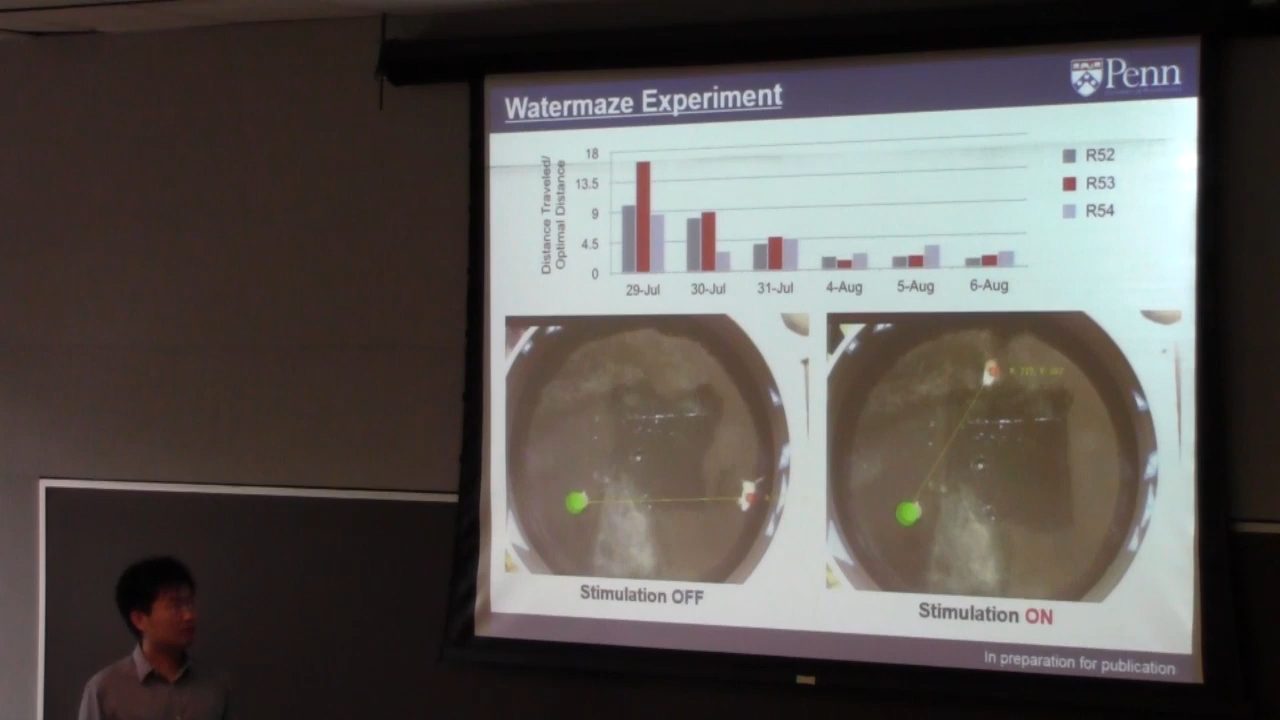 Watermaze Experiment
Penn
Distance Traveled/
Optimal Distance
18
13.5
9
4.5
0
29-Jul
30-Jul
31-Jul
4-Aug
5-Aug
6-Aug
R52
R53
R54
Stimulation OFF
Stimulation ON
In preparation for publication